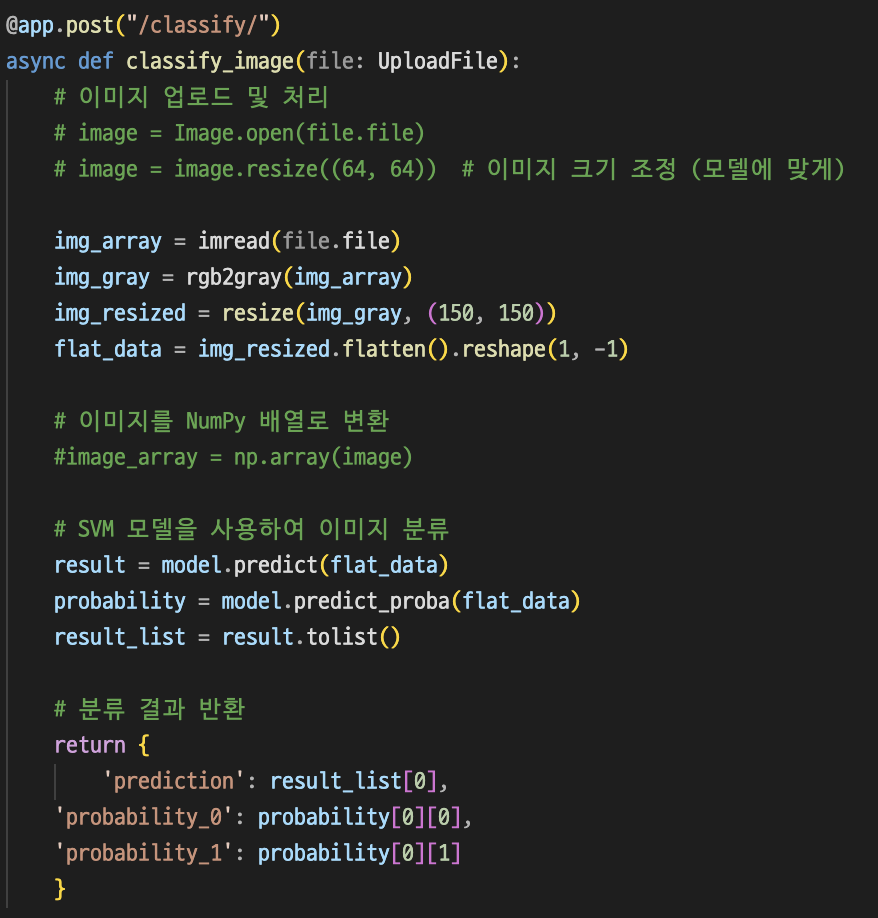 @app.post("/classify/")
async def classify_image(file: UploadFile):
    # 이미지 업로드 및 처리
    # image = Image.open(file.file)
    # image = image.resize((64, 64))  # 이미지 크기 조정 (모델에 맞게)

    img_array = imread(file.file)
    img_gray = rgb2gray(img_array)
    img_resized = resize(img_gray, (150, 150))
    flat_data = img_resized.flatten().reshape(1, -1)

    # 이미지를 NumPy 배열로 변환
    #image_array = np.array(image)

    # SVM 모델을 사용하여 이미지 분류
    result = model.predict(flat_data)
    probability = model.predict_proba(flat_data)
    result_list = result.tolist()

    # 분류 결과 반환
    return {
        'prediction': result_list[0],
    'probability_0': probability[0][0],
    'probability_1': probability[0][1]
    }